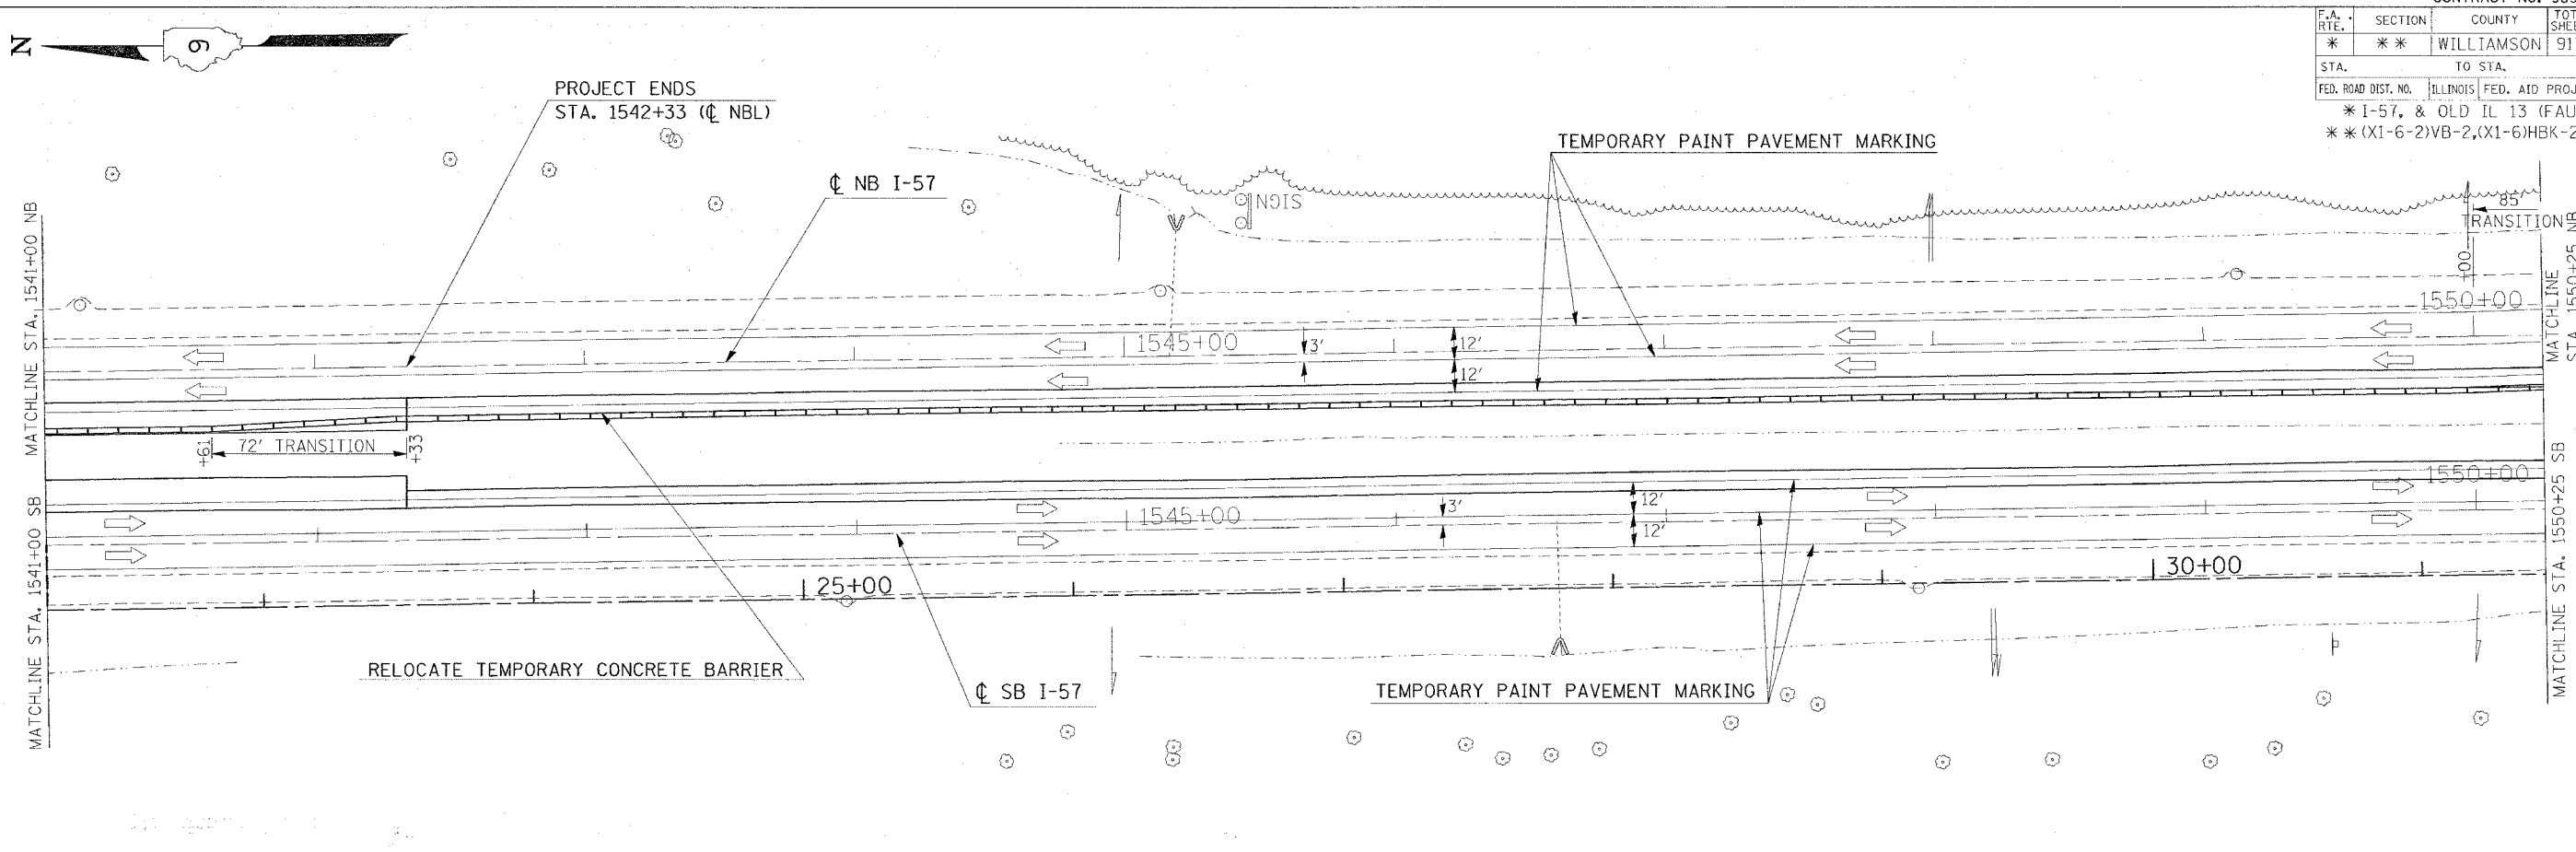 F.A. RTE. SECTION COUNTY
* * * WILLIAMSON 91
STA. TO STA.
FED. ROAD DIST. NO. ILLINOIS FED. AID
* I-57, & OLD IL 13 (FAU
* * (X1-6-2)VB-2,(X1-6)HBK-2
N
9
PROJECT ENDS
STA. 1542+33 (℄ NBL)
℄ NB I-57
TEMPORARY PAINT PAVEMENT MARKING
SIGN
85'
TRANSITION
+00
1550+00
MATCHLINE STA. 1541+00 NB
MATCHLINE
STA. 1550+25 NB
1545+00
3'
12'
12'
+61
72' TRANSITION
+33
1550+00
1545+00
3'
12'
12'
MATCHLINE STA. 1541+00 SB
MATCHLINE STA. 1550+25 SB
25+00
30+00
RELOCATE TEMPORARY CONCRETE BARRIER
℄ SB I-57
TEMPORARY PAINT PAVEMENT MARKING